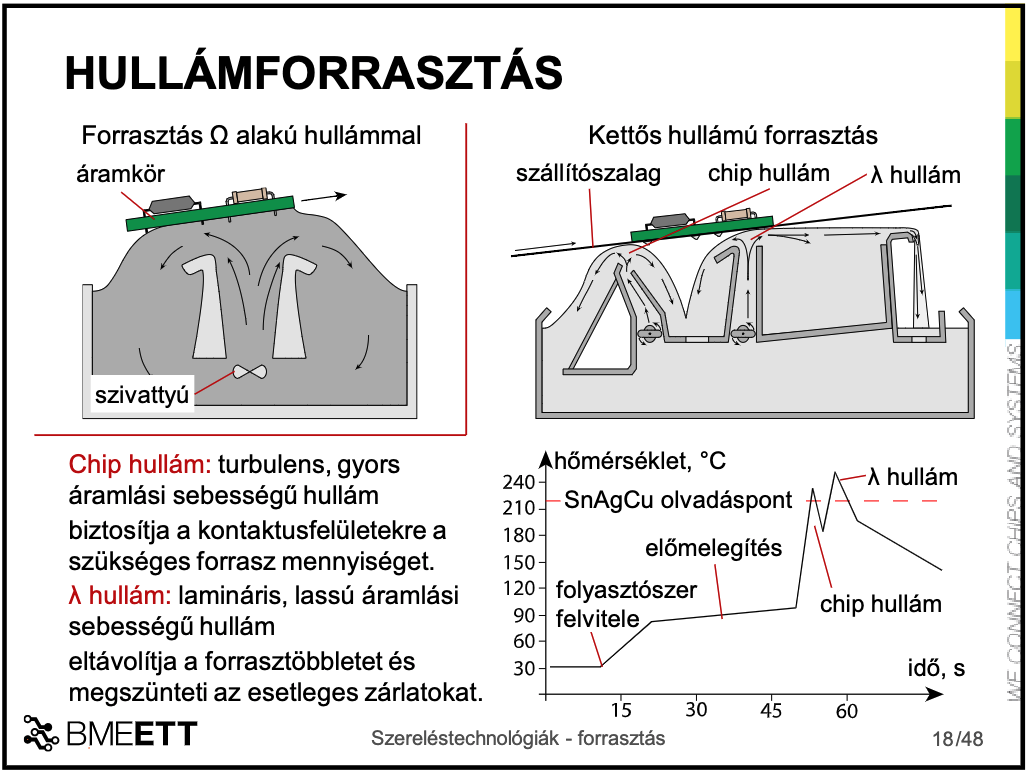 HULLÁMFORRASZTÁS
Forrasztás Ω alakú hullámmal
áramkör
szivattyú
Kettős hullámú forrasztás
szállítószalag
chip hullám
λ hullám
Chip hullám: turbulens, gyors
áramlási sebességű hullám
biztosítja a kontaktusfelületekre a
szükséges forrasz mennyiséget.
λ hullám: lamináris, lassú áramlási
sebességű hullám
eltávolítja a forrasztöbbletet és
megszünteti az esetleges zárlatokat.
hőmérséklet, °C
240
210
180
150
120
90
60
30
SnAgCu olvadáspont
λ hullám
előmelegítés
folyasztószer
felvitele
chip hullám
idő, s
15
30
45
60
WE CONNECT CHIPS AND SYSTEMS
BMEETT
Szereléstechnológiák - forrasztás
18/48